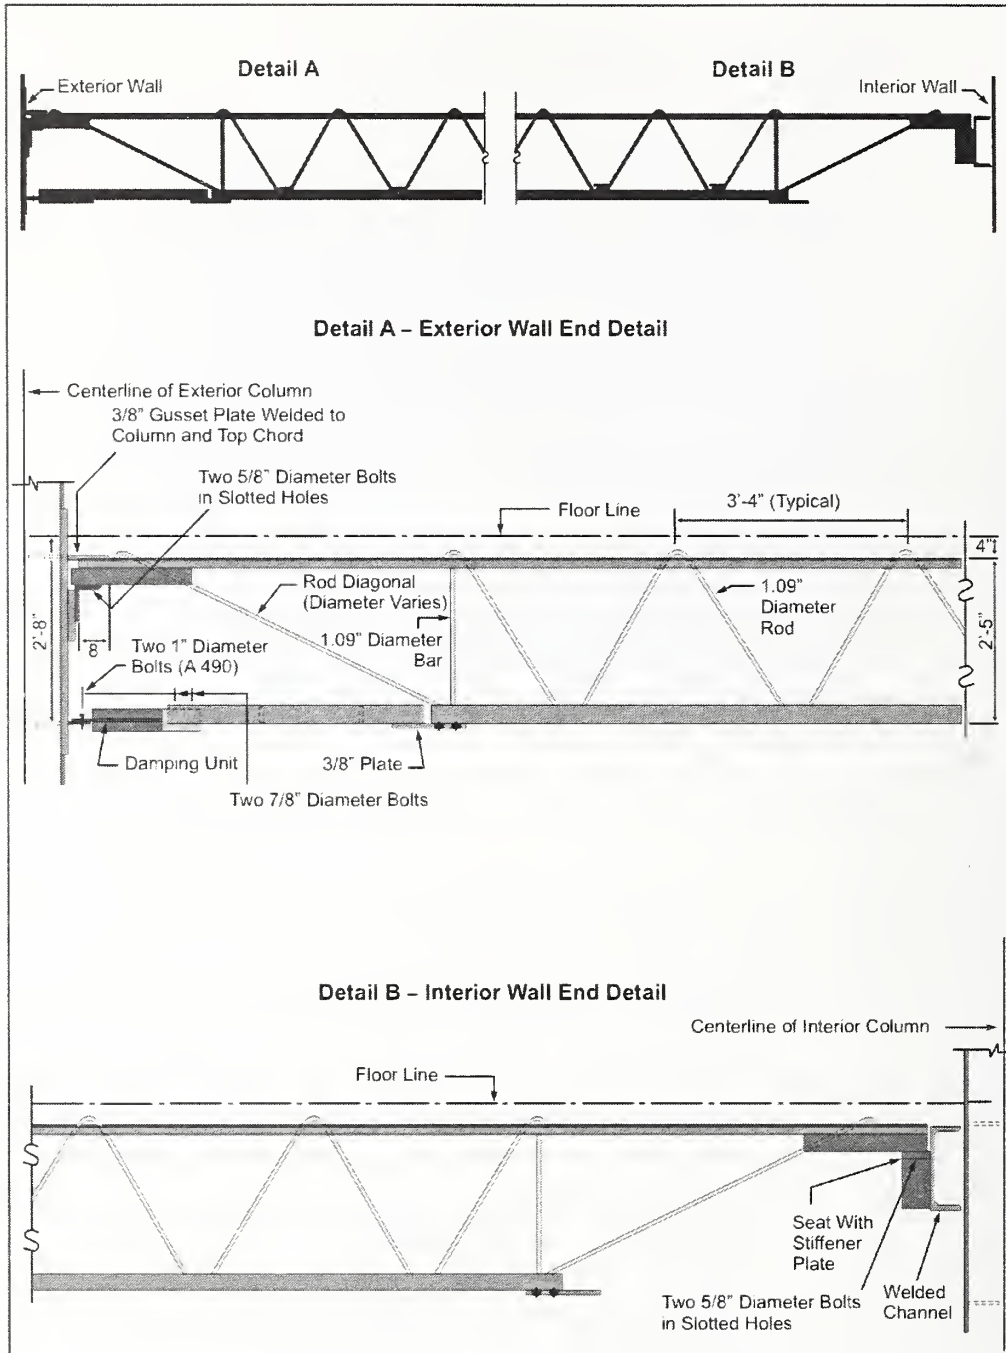 Detail A
Detail B
Exterior Wall
Interior Wall
Detail A – Exterior Wall End Detail
Centerline of Exterior Column
3/8" Gusset Plate Welded to
Column and Top Chord
Two 5/8" Diameter Bolts
in Slotted Holes
Floor Line
3'-4" (Typical)
4"
Rod Diagonal
(Diameter Varies)
1.09"
Diameter
Rod
2'-8"
8"
1.09" Diameter
Bar
2'-5"
Two 1" Diameter
Bolts (A 490)
Damping Unit
3/8" Plate
Two 7/8" Diameter Bolts
Detail B – Interior Wall End Detail
Centerline of Interior Column
Floor Line
Seat With
Stiffener
Plate
Two 5/8" Diameter Bolts
in Slotted Holes
Welded
Channel